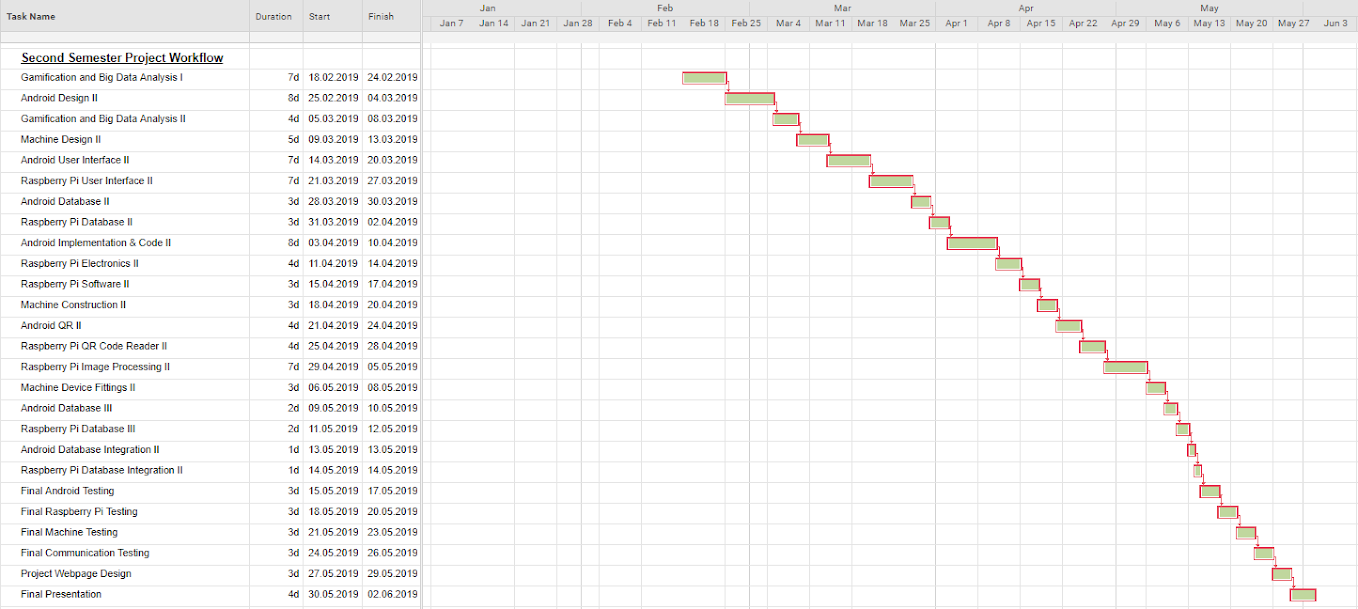 Task Name Duration Start Finish Jan Feb Mar Apr May
Jan 7 Jan 14 Jan 21 Jan 28 Feb 4 Feb 11 Feb 18 Feb 25 Mar 4 Mar 11 Mar 18 Mar 25 Apr 1 Apr 8 Apr 15 Apr 22 Apr 29 May 6 May 13 May 20 May 27 Jun 3
Second Semester Project Workflow
Gamification and Big Data Analysis I 7d 18.02.2019 24.02.2019
Android Design II 8d 25.02.2019 04.03.2019
Gamification and Big Data Analysis II 4d 05.03.2019 08.03.2019
Machine Design II 5d 09.03.2019 13.03.2019
Android User Interface II 7d 14.03.2019 20.03.2019
Raspberry Pi User Interface II 7d 21.03.2019 27.03.2019
Android Database II 3d 28.03.2019 30.03.2019
Raspberry Pi Database II 3d 31.03.2019 02.04.2019
Android Implementation & Code II 8d 03.04.2019 10.04.2019
Raspberry Pi Electronics II 4d 11.04.2019 14.04.2019
Raspberry Pi Software II 3d 15.04.2019 17.04.2019
Machine Construction II 3d 18.04.2019 20.04.2019
Android QR II 4d 21.04.2019 24.04.2019
Raspberry Pi QR Code Reader II 4d 25.04.2019 28.04.2019
Raspberry Pi Image Processing II 7d 29.04.2019 05.05.2019
Machine Device Fittings II 3d 06.05.2019 08.05.2019
Android Database III 2d 09.05.2019 10.05.2019
Raspberry Pi Database III 2d 11.05.2019 12.05.2019
Android Database Integration II 1d 13.05.2019 13.05.2019
Raspberry Pi Database Integration II 1d 14.05.2019 14.05.2019
Final Android Testing 3d 15.05.2019 17.05.2019
Final Raspberry Pi Testing 3d 18.05.2019 20.05.2019
Final Machine Testing 3d 21.05.2019 23.05.2019
Final Communication Testing 3d 24.05.2019 26.05.2019
Project Webpage Design 3d 27.05.2019 29.05.2019
Final Presentation 4d 30.05.2019 02.06.2019